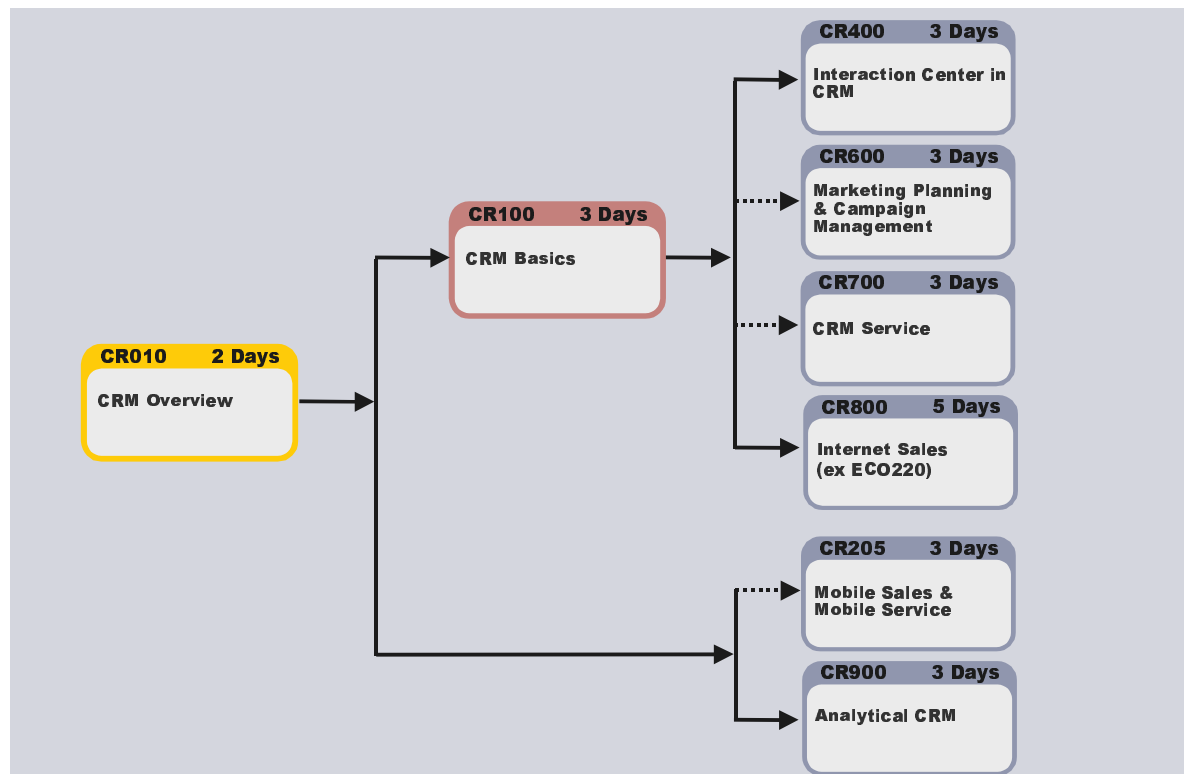 CR400 3 Days
Interaction Center in
CRM
CR600 3 Days
Marketing Planning
& Campaign
Management
CR100 3 Days
CRM Basics
CR700 3 Days
CRM Service
CR010 2 Days
CRM Overview
CR800 5 Days
Internet Sales
(ex ECO220)
CR205 3 Days
Mobile Sales &
Mobile Service
CR900 3 Days
Analytical CRM